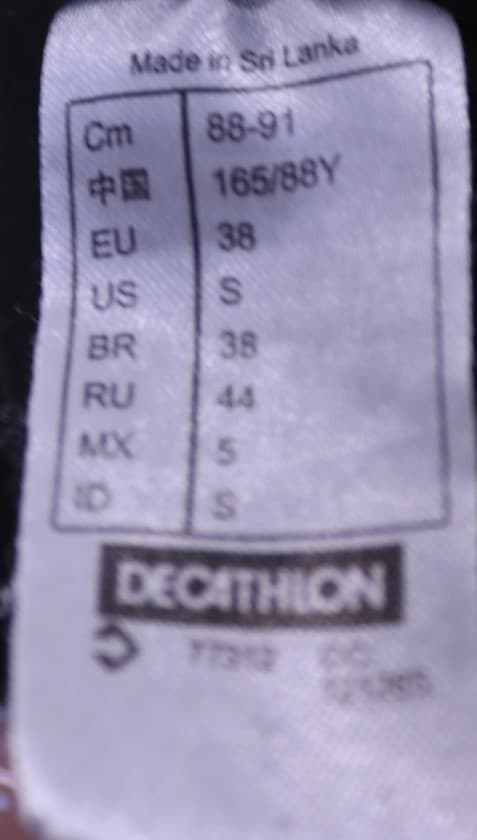 Made in Sri Lanka
Cm 88-91
中国 165/88Y
EU 38
US S
BR 38
RU 44
MX 5
ID S
DECATHLON
77312